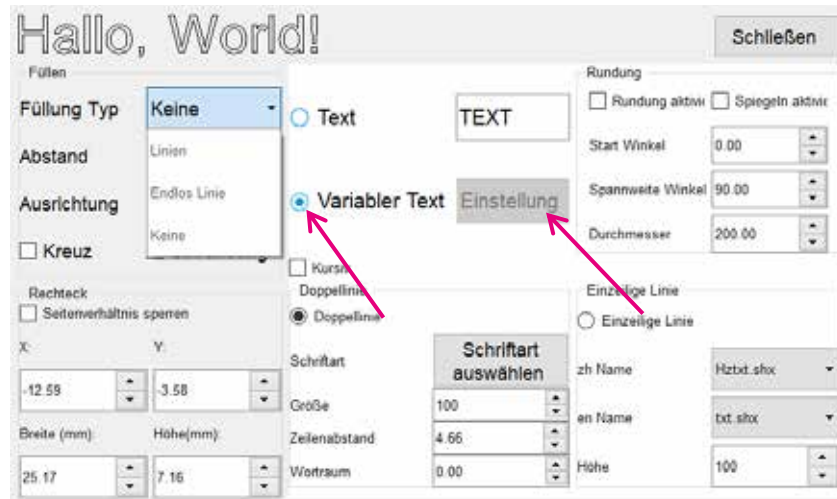 Hallo, World!
Schließen
Füllen
Füllung Typ
Keine
Linien
Endlos Linie
Keine
Abstand
Ausrichtung
Kreuz
Text
TEXT
Variabler Text
Einstellung
Kursiv
Rundung
Rundung aktivie
Spiegeln aktivie
Start Winkel
0.00
Spannweite Winkel
90.00
Durchmesser
200.00
Rechteck
Seitenverhältnis sperren
X:
Y:
-12.59
-3.58
Breite (mm):
Höhe(mm):
25.17
7.16
Doppellinie
Doppellinie
Schriftart
Schriftart
auswählen
Größe
100
Zeilenabstand
4.66
Wortraum
0.00
Einzeilige Linie
Einzeilige Linie
zh Name
Hztxt.shx
en Name
txt.shx
Höhe
100